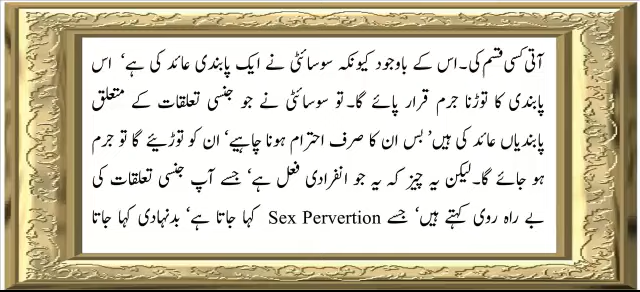 آتی کسی قسم کی۔ اس کے باوجود کیونکہ سوسائٹی نے ایک پابندی عائد کی ہے‘ اس
پابندی کا توڑنا جرم قرار پائے گا۔ تو سوسائٹی نے جو جنسی تعلقات کے متعلق
پابندیاں عائد کی ہیں‘ بس ان کا صرف احترام ہونا چاہیے‘ ان کو توڑیئے گا تو جرم
ہو جائے گا۔ لیکن یہ چیز کہ یہ جو انفرادی فعل ہے‘ جسے آپ جنسی تعلقات کی
بے راہ روی کہتے ہیں‘ جسے Sex Pervertion کہا جاتا ہے‘ بدنہادی کہا جاتا